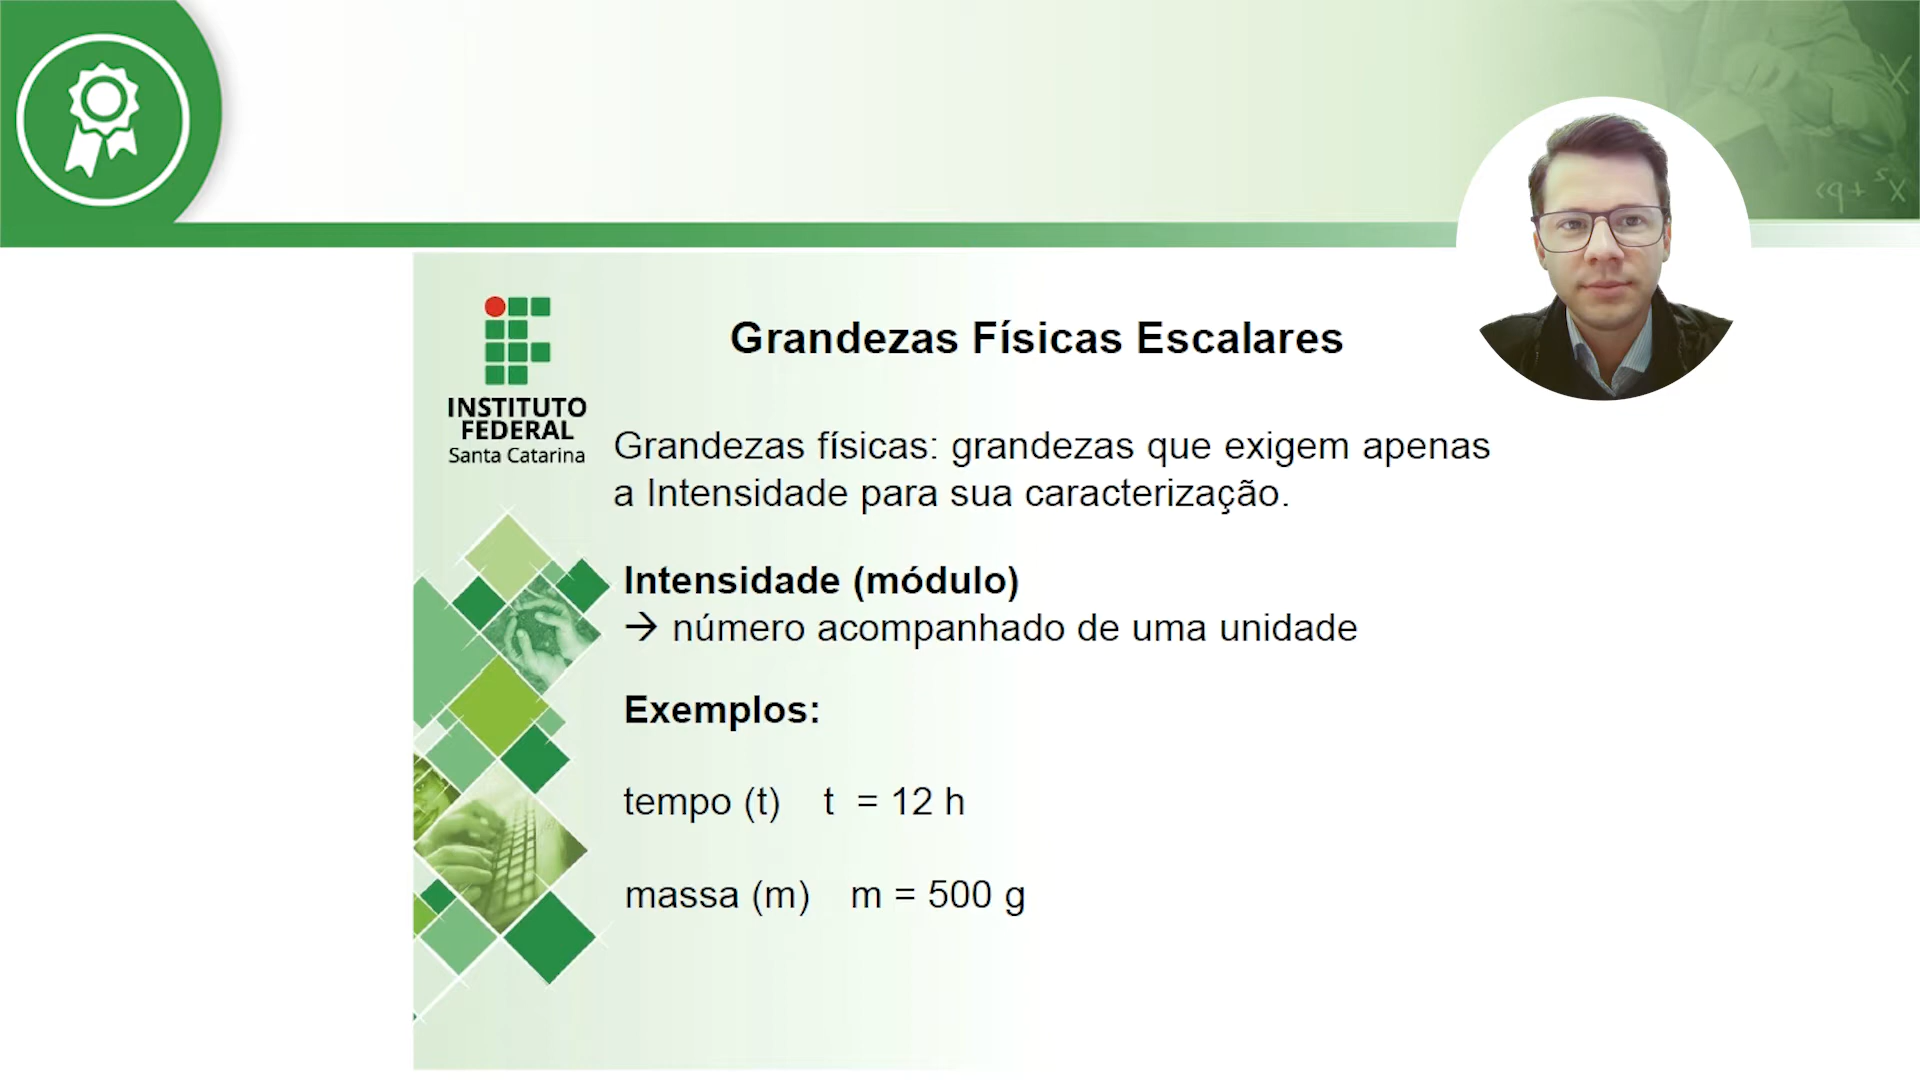 Grandezas Físicas Escalares
INSTITUTO
FEDERAL
Santa Catarina
Grandezas físicas: grandezas que exigem apenas
a Intensidade para sua caracterização.
Intensidade (módulo)
→ número acompanhado de uma unidade
Exemplos:
tempo (t) t = 12 h
massa (m) m = 500 g